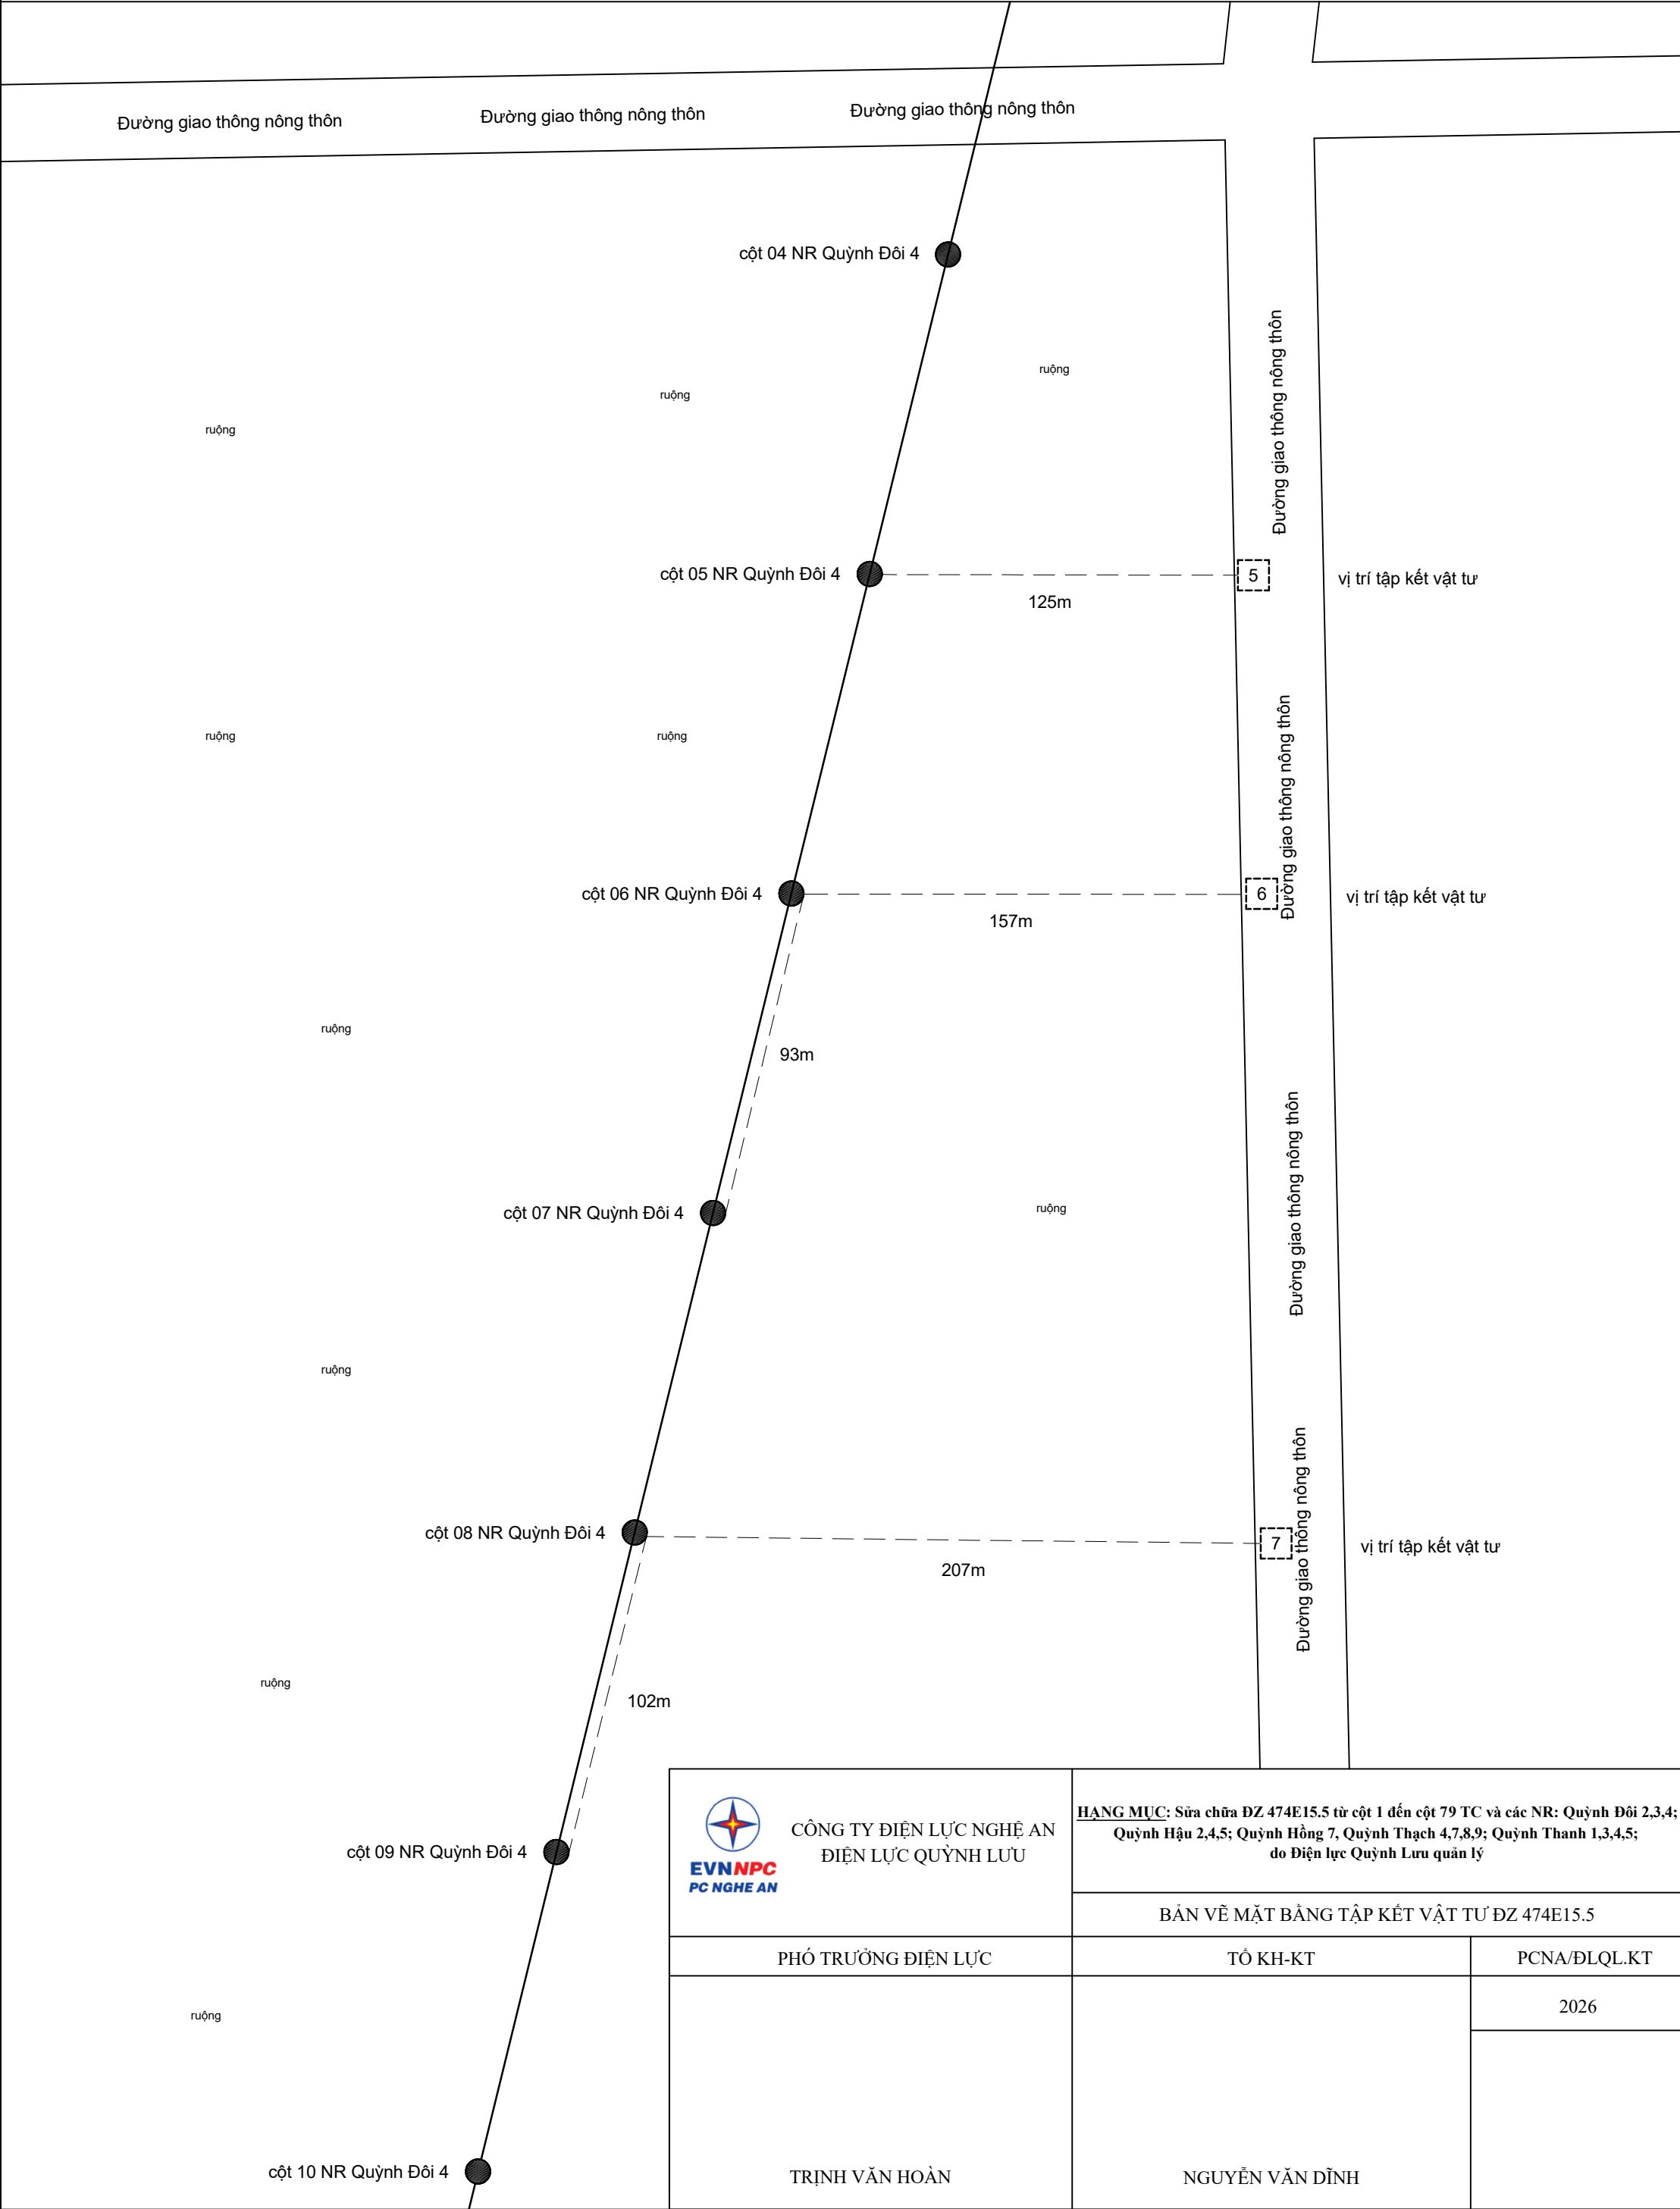 Đường giao thông nông thôn
Đường giao thông nông thôn
Đường giao thông nông thôn
cột 04 NR Quỳnh Đôi 4
ruộng
ruộng
ruộng
Đường giao thông nông thôn
cột 05 NR Quỳnh Đôi 4
5
vị trí tập kết vật tư
125m
ruộng
ruộng
Đường giao thông nông thôn
cột 06 NR Quỳnh Đôi 4
6
vị trí tập kết vật tư
157m
ruộng
93m
Đường giao thông nông thôn
cột 07 NR Quỳnh Đôi 4
ruộng
ruộng
Đường giao thông nông thôn
cột 08 NR Quỳnh Đôi 4
7
vị trí tập kết vật tư
207m
ruộng
102m
cột 09 NR Quỳnh Đôi 4
ruộng
cột 10 NR Quỳnh Đôi 4
EVNNPC
PC NGHE AN
CÔNG TY ĐIỆN LỰC NGHỆ AN
ĐIỆN LỰC QUỲNH LƯU
HẠNG MỤC: Sửa chữa ĐZ 474E15.5 từ cột 1 đến cột 79 TC và các NR: Quỳnh Đôi 2,3,4;
Quỳnh Hậu 2,4,5; Quỳnh Hồng 7, Quỳnh Thạch 4,7,8,9; Quỳnh Thanh 1,3,4,5;
do Điện lực Quỳnh Lưu quản lý
BẢN VẼ MẶT BẰNG TẬP KẾT VẬT TƯ ĐZ 474E15.5
PHÓ TRƯỞNG ĐIỆN LỰC
TỔ KH-KT
PCNA/ĐLQL.KT
2026
TRỊNH VĂN HOÀN
NGUYỄN VĂN DĨNH